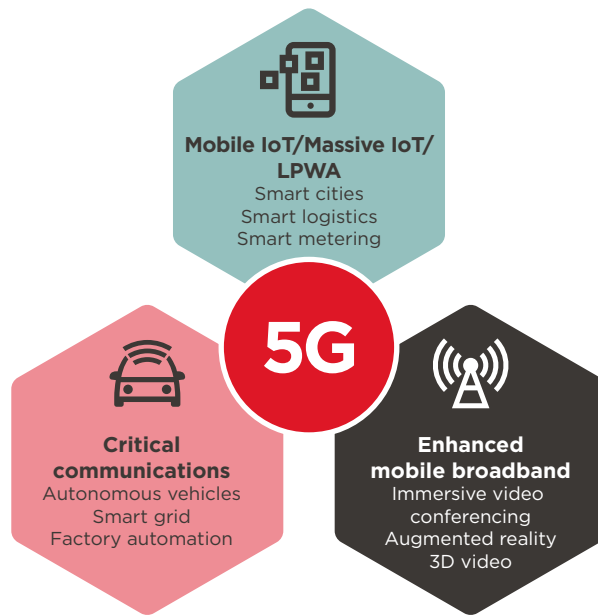 Mobile IoT/Massive IoT/
LPWA
Smart cities
Smart logistics
Smart metering
5G
Critical
communications
Autonomous vehicles
Smart grid
Factory automation
Enhanced
mobile broadband
Immersive video
conferencing
Augmented reality
3D video